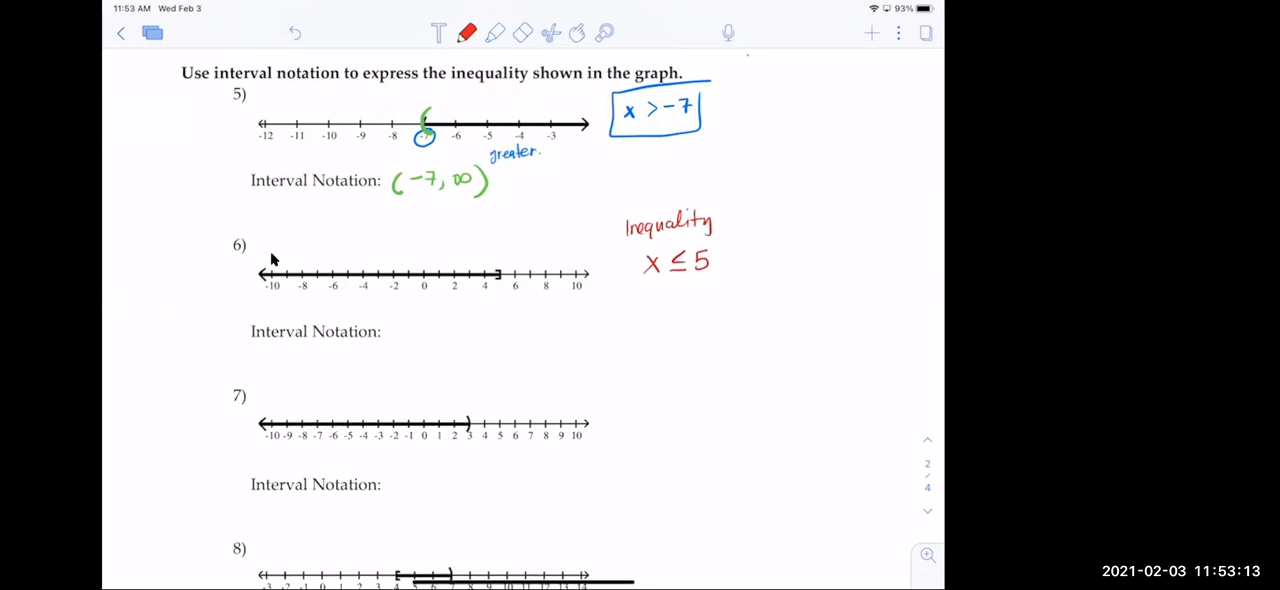 11:53 AM Wed Feb 3
93%
Use interval notation to express the inequality shown in the graph.
5)
x > -7
-12 -11 -10 -9 -8 -7 -6 -5 -4 -3
greater.
Interval Notation: (-7, ∞)
Inequality
x ≤ 5
6)
-10 -8 -6 -4 -2 0 2 4 6 8 10
Interval Notation:
7)
-10 -9 -8 -7 -6 -5 -4 -3 -2 -1 0 1 2 3 4 5 6 7 8 9 10
Interval Notation:
2
/
4
8)
2021-02-03 11:53:13